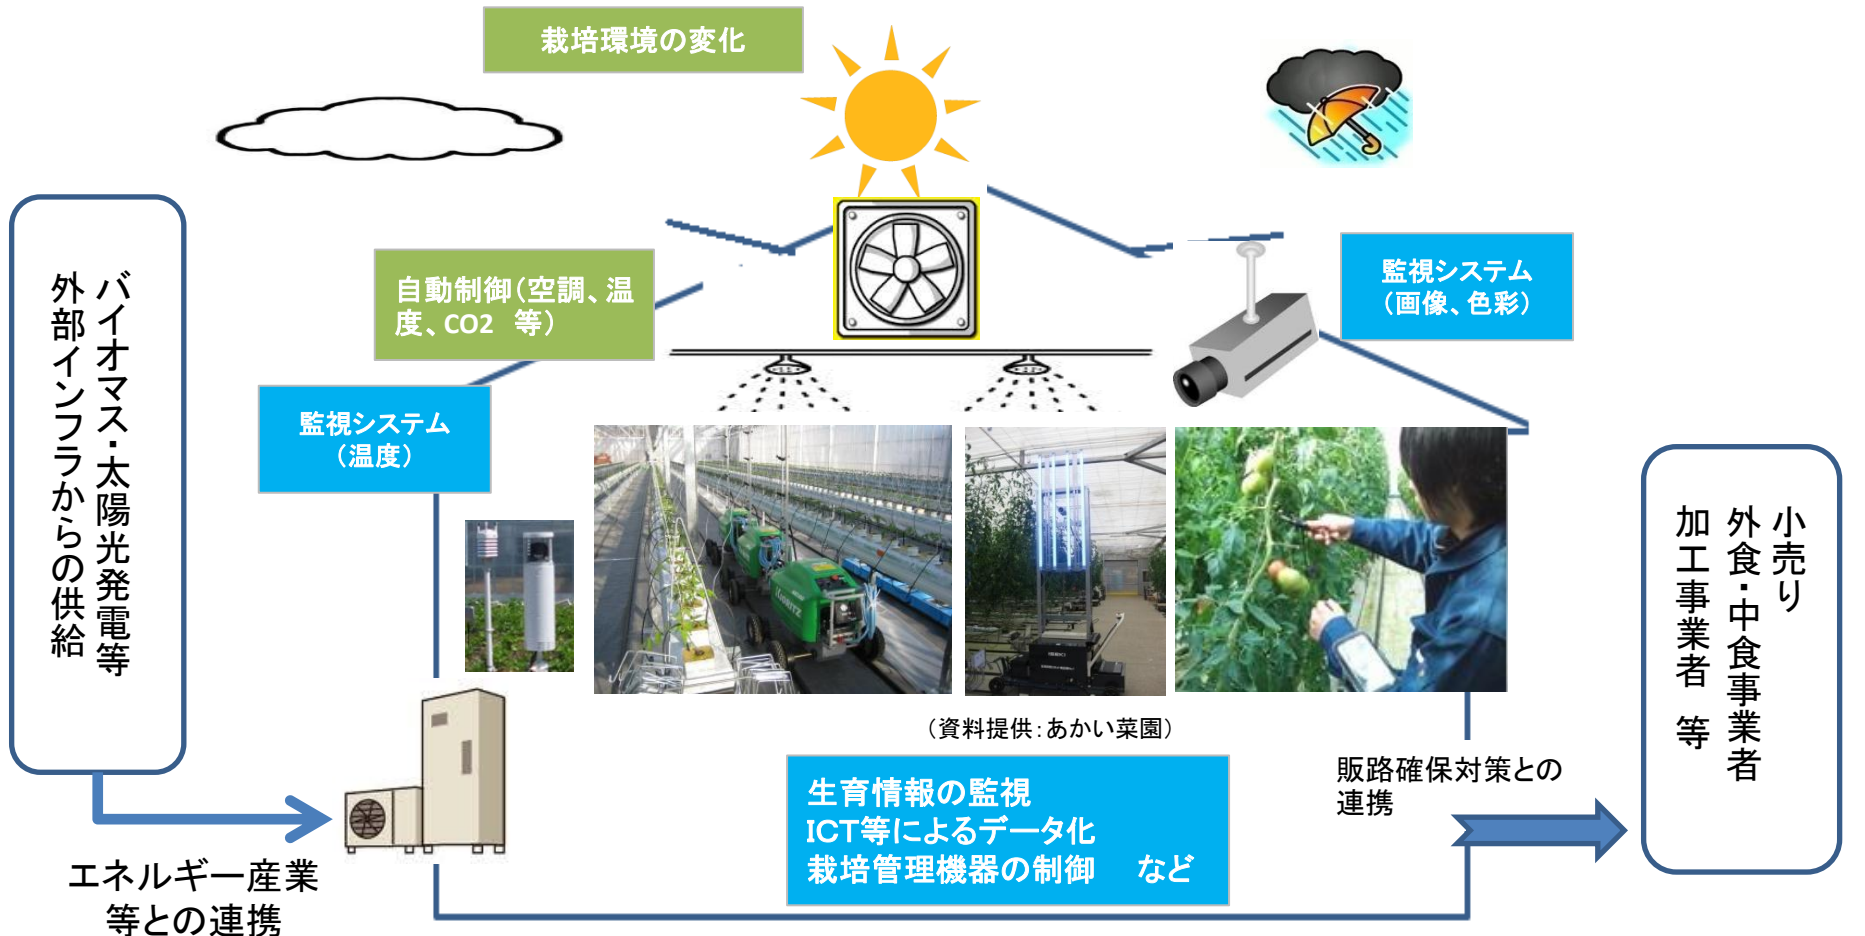 栽培環境の変化
自動制御(空調、温
度、CO2 等)
監視システム
(画像、色彩)
監視システム
(温度)
バイオマス・太陽光発電等
外部インフラからの供給
小売り
外食・中食事業者
加工事業者 等
(資料提供:あかい菜園)
生育情報の監視
ICT等によるデータ化
栽培管理機器の制御 など
販路確保対策との
連携
エネルギー産業
等との連携